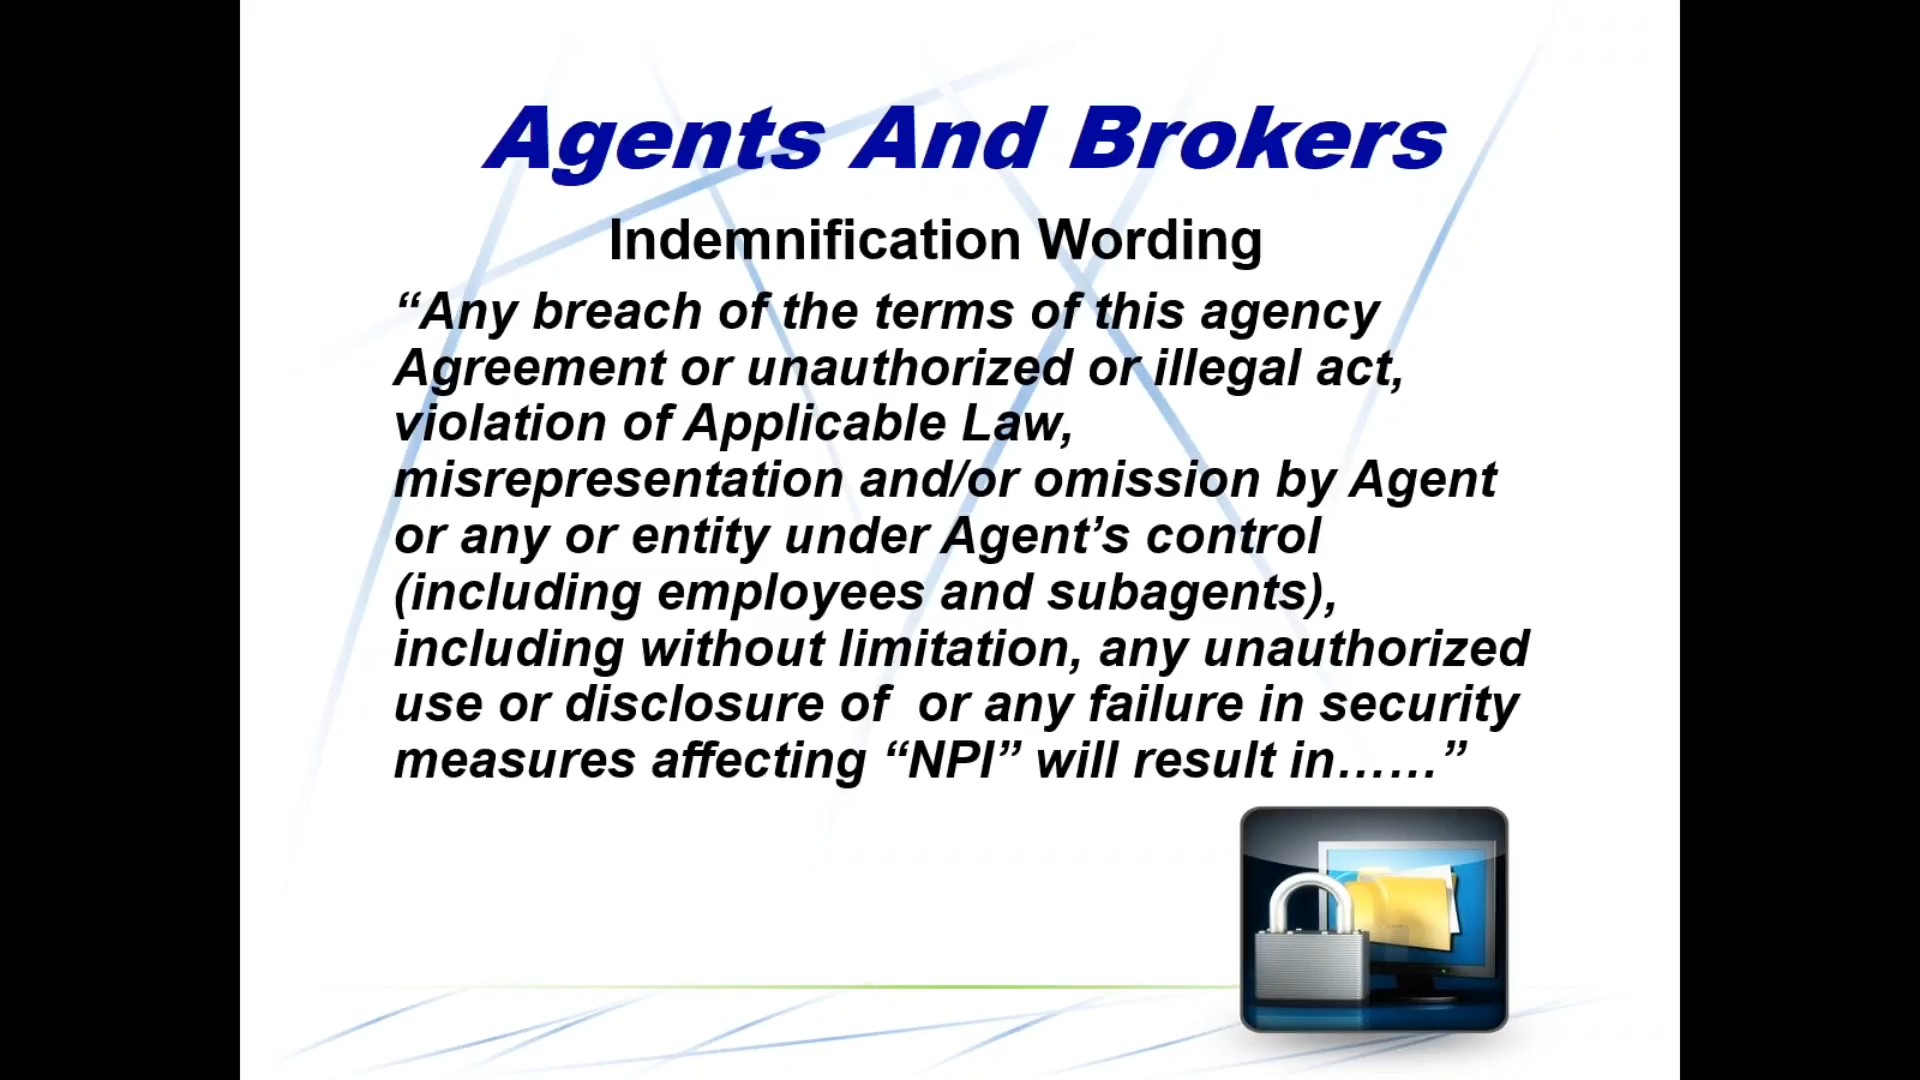 Agents And Brokers
Indemnification Wording
“Any breach of the terms of this agency
Agreement or unauthorized or illegal act,
violation of Applicable Law,
misrepresentation and/or omission by Agent
or any or entity under Agent’s control
(including employees and subagents),
including without limitation, any unauthorized
use or disclosure of  or any failure in security
measures affecting “NPI” will result in……”